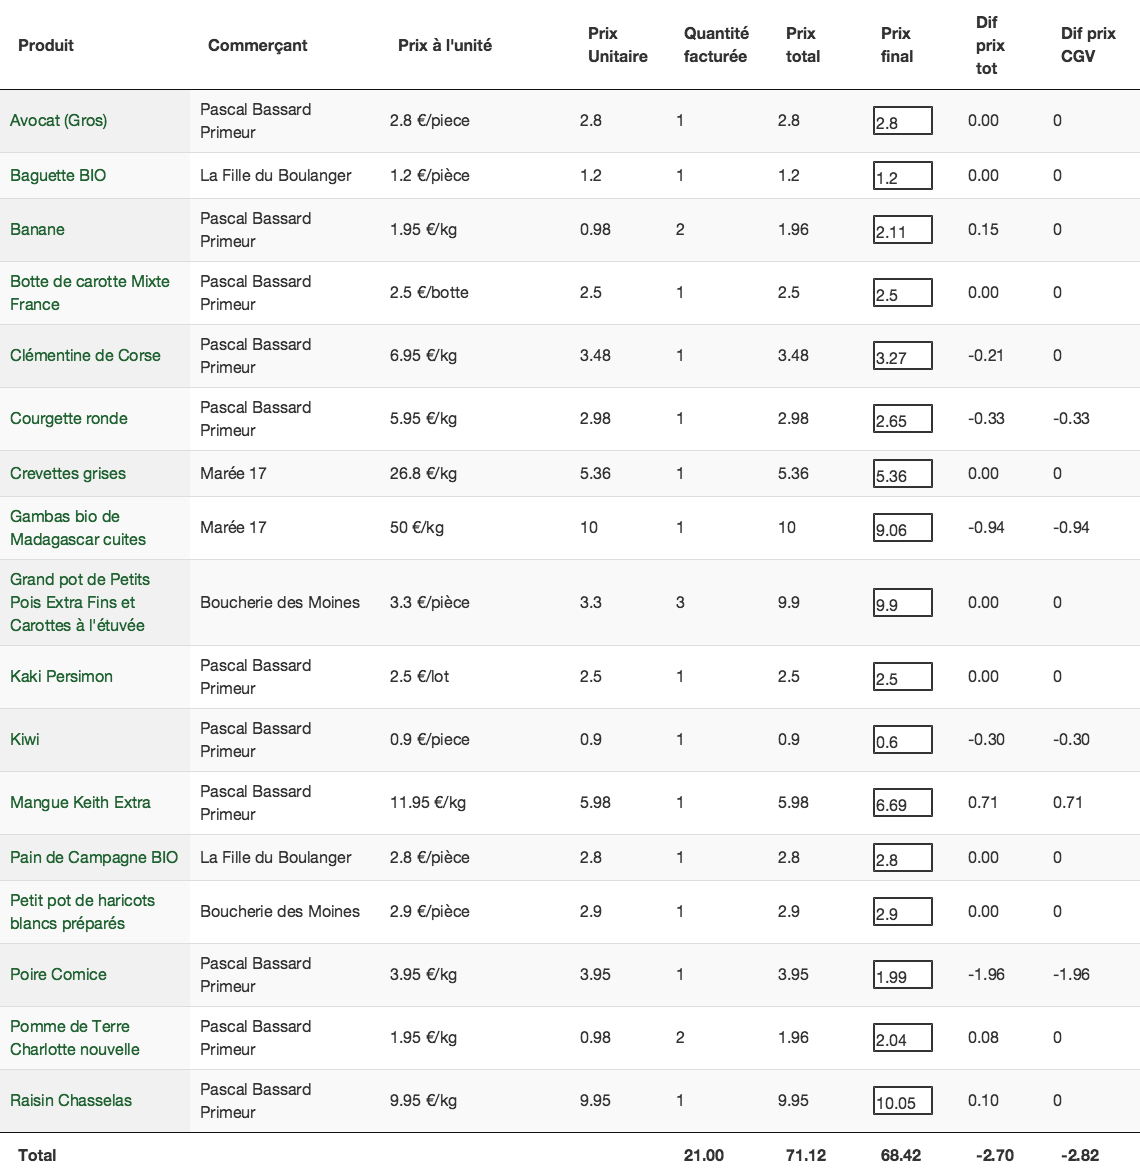 Produit Commerçant Prix à l'unité Prix Unitaire Quantité facturée Prix total Prix final Dif prix tot Dif prix CGV
Avocat (Gros) Pascal Bassard Primeur 2.8 €/piece 2.8 1 2.8 2.8 0.00 0
Baguette BIO La Fille du Boulanger 1.2 €/pièce 1.2 1 1.2 1.2 0.00 0
Banane Pascal Bassard Primeur 1.95 €/kg 0.98 2 1.96 2.11 0.15 0
Botte de carotte Mixte France Pascal Bassard Primeur 2.5 €/botte 2.5 1 2.5 2.5 0.00 0
Clémentine de Corse Pascal Bassard Primeur 6.95 €/kg 3.48 1 3.48 3.27 -0.21 0
Courgette ronde Pascal Bassard Primeur 5.95 €/kg 2.98 1 2.98 2.65 -0.33 -0.33
Crevettes grises Marée 17 26.8 €/kg 5.36 1 5.36 5.36 0.00 0
Gambas bio de Madagascar cuites Marée 17 50 €/kg 10 1 10 9.06 -0.94 -0.94
Grand pot de Petits Pois Extra Fins et Carottes à l'étuvée Boucherie des Moines 3.3 €/pièce 3.3 3 9.9 9.9 0.00 0
Kaki Persimon Pascal Bassard Primeur 2.5 €/lot 2.5 1 2.5 2.5 0.00 0
Kiwi Pascal Bassard Primeur 0.9 €/piece 0.9 1 0.9 0.6 -0.30 -0.30
Mangue Keith Extra Pascal Bassard Primeur 11.95 €/kg 5.98 1 5.98 6.69 0.71 0.71
Pain de Campagne BIO La Fille du Boulanger 2.8 €/pièce 2.8 1 2.8 2.8 0.00 0
Petit pot de haricots blancs préparés Boucherie des Moines 2.9 €/pièce 2.9 1 2.9 2.9 0.00 0
Poire Comice Pascal Bassard Primeur 3.95 €/kg 3.95 1 3.95 1.99 -1.96 -1.96
Pomme de Terre Charlotte nouvelle Pascal Bassard Primeur 1.95 €/kg 0.98 2 1.96 2.04 0.08 0
Raisin Chasselas Pascal Bassard Primeur 9.95 €/kg 9.95 1 9.95 10.05 0.10 0
Total 21.00 71.12 68.42 -2.70 -2.82